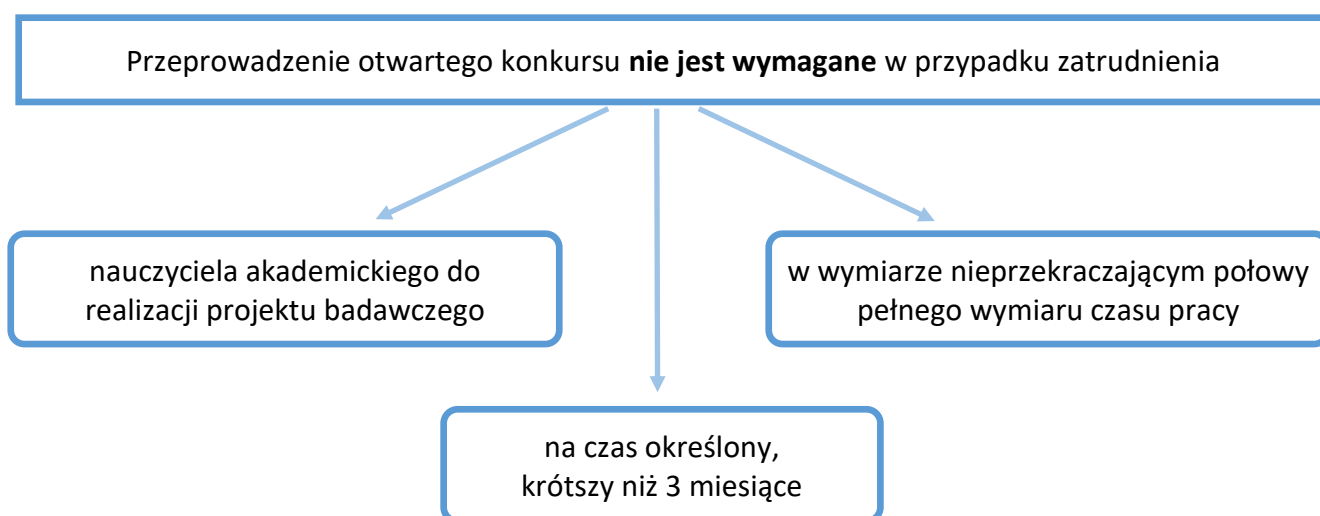 Przeprowadzenie otwartego konkursu nie jest wymagane w przypadku zatrudnienia
nauczyciela akademickiego do
realizacji projektu badawczego
w wymiarze nieprzekraczającym połowy
pełnego wymiaru czasu pracy
na czas określony,
krótszy niż 3 miesiące